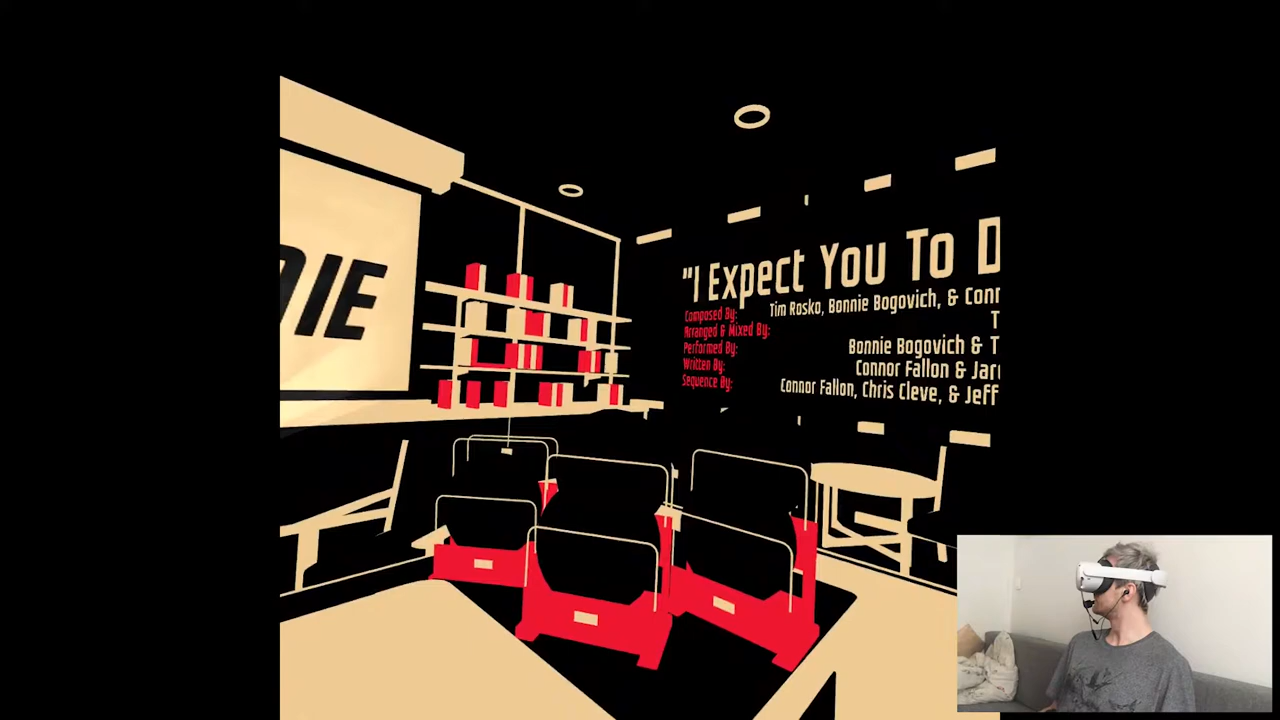 DIE
"I Expect You To D
Composed By: Tim Rosko, Bonnie Bogovich, & Conn
Arranged & Mixed By: T
Performed By: Bonnie Bogovich & T
Written By: Connor Fallon & Jar
Sequence By: Connor Fallon, Chris Cleve, & Jeff